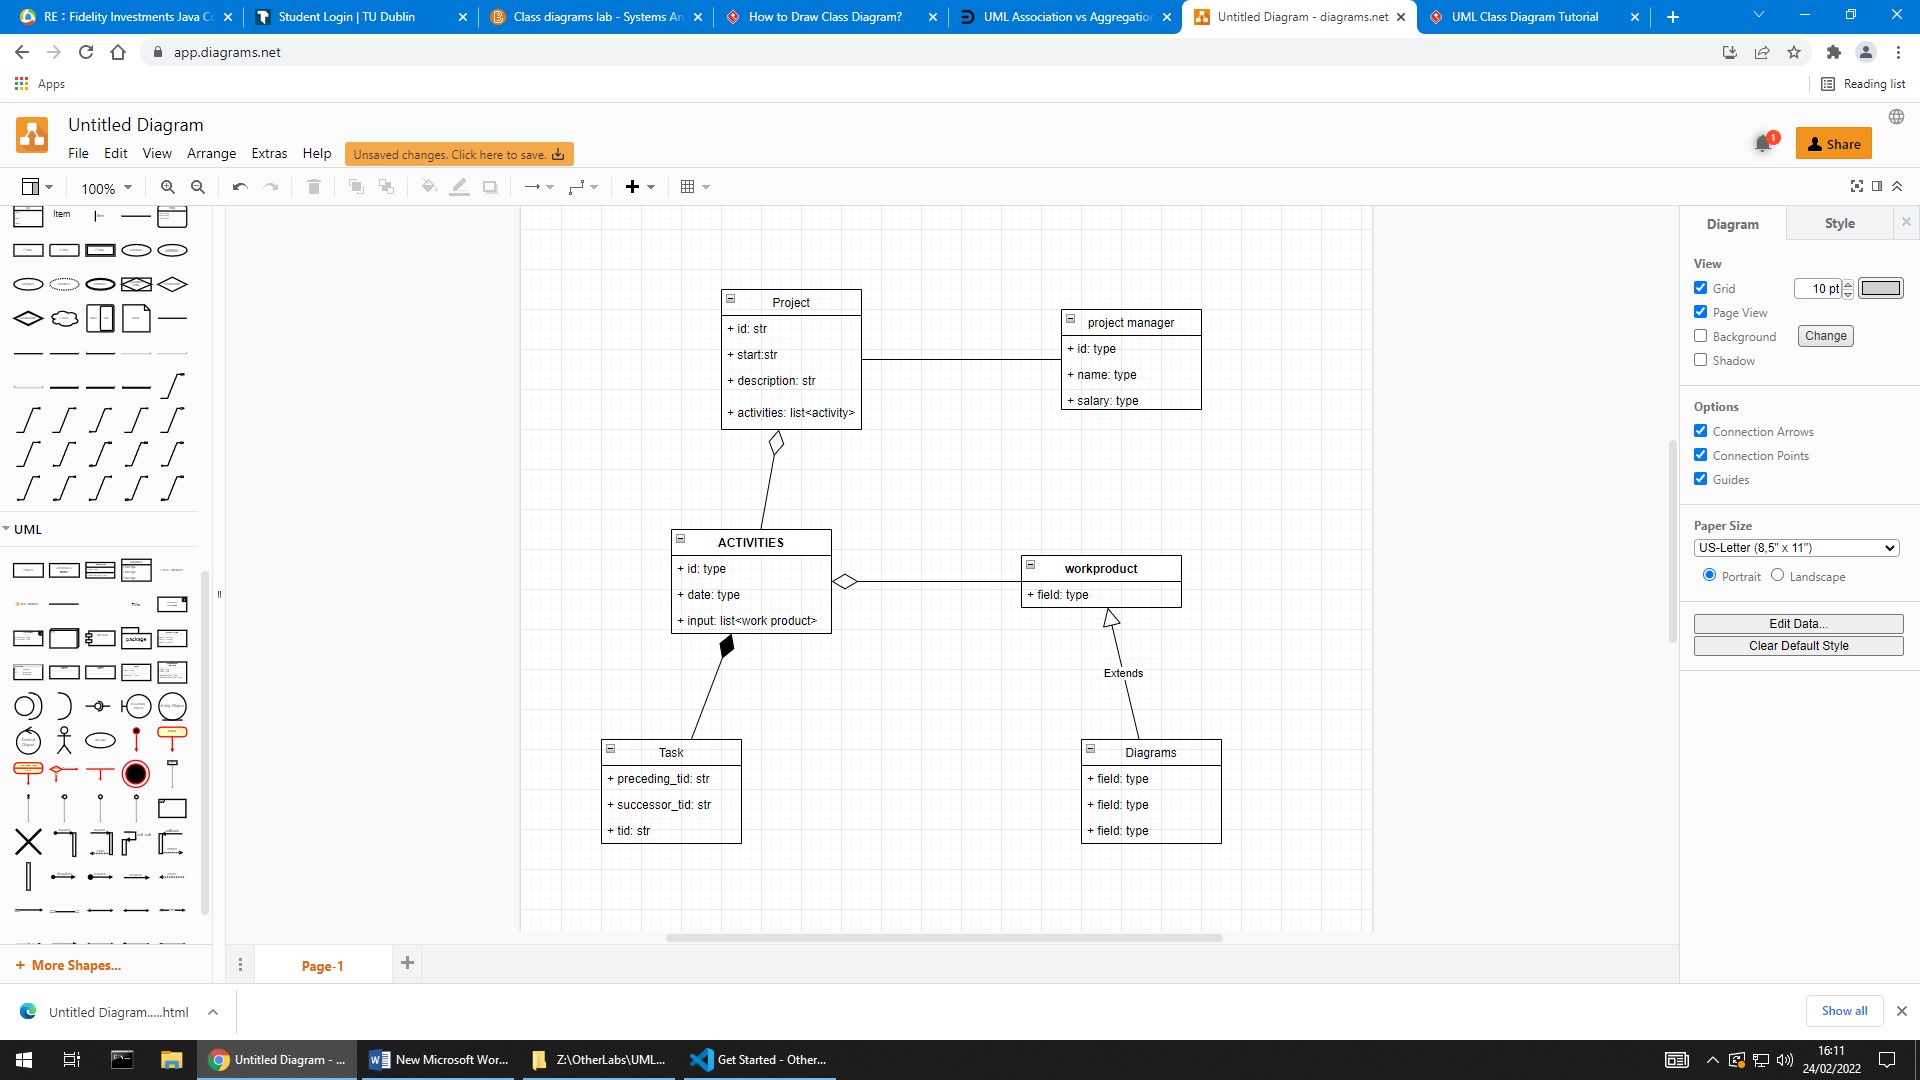 RE : Fidelity Investments Java Co
Student Login | TU Dublin
Class diagrams lab - Systems An
How to Draw Class Diagram?
UML Association vs Aggregation
Untitled Diagram - diagrams.net
UML Class Diagram Tutorial
app.diagrams.net
Apps
Reading list
Untitled Diagram
File Edit View Arrange Extras Help
Unsaved changes. Click here to save.
1
Share
100%
Item
UML
Title
package
+ More Shapes...
Project
+ id: str
+ start:str
+ description: str
+ activities: list<activity>
project manager
+ id: type
+ name: type
+ salary: type
ACTIVITIES
+ id: type
+ date: type
+ input: list<work product>
workproduct
+ field: type
Extends
Task
+ preceding_tid: str
+ successor_tid: str
+ tid: str
Diagrams
+ field: type
+ field: type
+ field: type
Diagram
Style
View
Grid
10 pt
Page View
Background
Change
Shadow
Options
Connection Arrows
Connection Points
Guides
Paper Size
US-Letter (8,5" x 11")
Portrait
Landscape
Edit Data...
Clear Default Style
Page-1
Untitled Diagram.....html
Show all
Untitled Diagram - ...
New Microsoft Wor...
Z:\OtherLabs\UML...
Get Started - Other...
16:11
24/02/2022